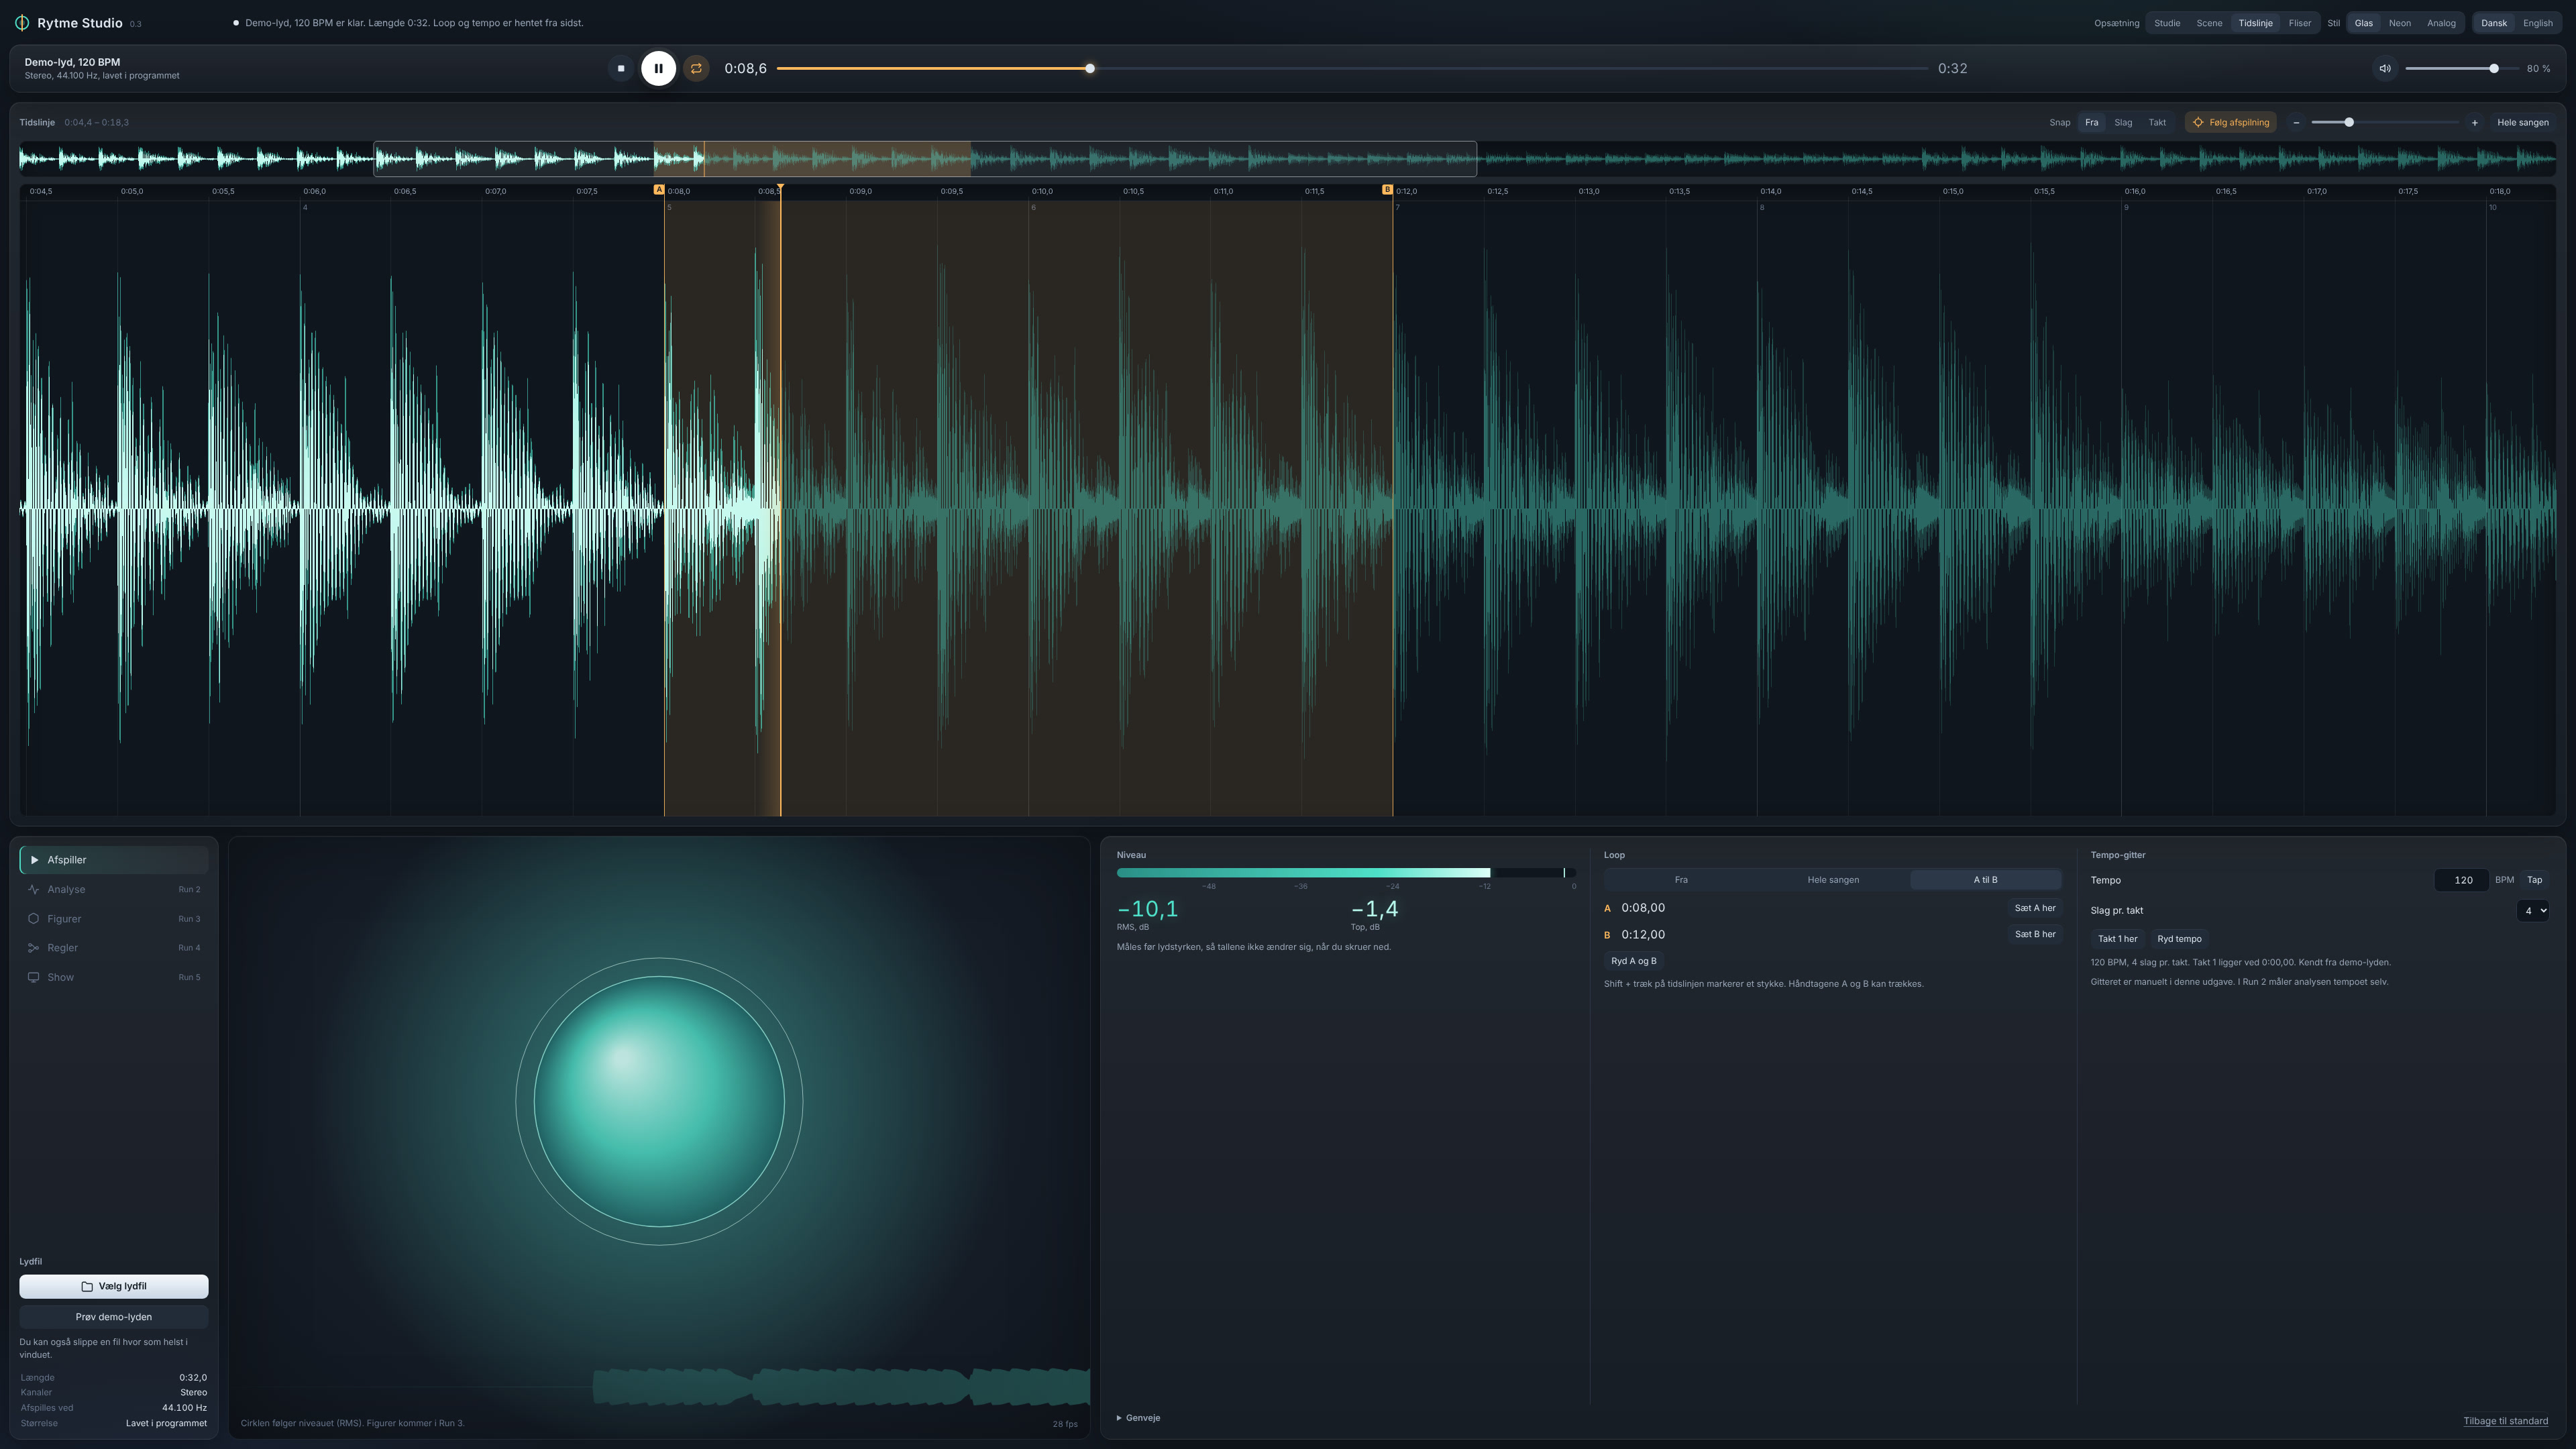 Rytme Studio 0.3
Demo-lyd, 120 BPM er klar. Længde 0:32. Loop og tempo er hentet fra sidst.
Opsætning Studie Scene Tidslinje Fliser Stil Glas Neon Analog Dansk English
Demo-lyd, 120 BPM
Stereo, 44.100 Hz, lavet i programmet
0:08,6
0:32
80 %
Tidslinje 0:04,4 – 0:18,3
Snap Fra Slag Takt Følg afspilning − + Hele sangen
0:04,5 0:05,0 0:05,5 0:06,0 0:06,5 0:07,0 0:07,5 A 0:08,0 0:08,5 0:09,0 0:09,5 0:10,0 0:10,5 0:11,0 0:11,5 B 0:12,0 0:12,5 0:13,0 0:13,5 0:14,0 0:14,5 0:15,0 0:15,5 0:16,0 0:16,5 0:17,0 0:17,5 0:18,0
4 5 6 7 8 9 10
Afspiller
Analyse Run 2
Figurer Run 3
Regler Run 4
Show Run 5
Lydfil
Vælg lydfil
Prøv demo-lyden
Du kan også slippe en fil hvor som helst i
vinduet.
Længde 0:32,0
Kanaler Stereo
Afspilles ved 44.100 Hz
Størrelse Lavet i programmet
Cirklen følger niveauet (RMS). Figurer kommer i Run 3.
28 fps
Niveau
−48 −36 −24 −12 0
−10,1
RMS, dB
−1,4
Top, dB
Måles før lydstyrken, så tallene ikke ændrer sig, når du skruer ned.
Loop
Fra Hele sangen A til B
A 0:08,00 Sæt A her
B 0:12,00 Sæt B her
Ryd A og B
Shift + træk på tidslinjen markerer et stykke. Håndtagene A og B kan trækkes.
Tempo-gitter
Tempo 120 BPM Tap
Slag pr. takt 4
Takt 1 her Ryd tempo
120 BPM, 4 slag pr. takt. Takt 1 ligger ved 0:00,00. Kendt fra demo-lyden.
Gitteret er manuelt i denne udgave. I Run 2 måler analysen tempoet selv.
Genveje
Tilbage til standard